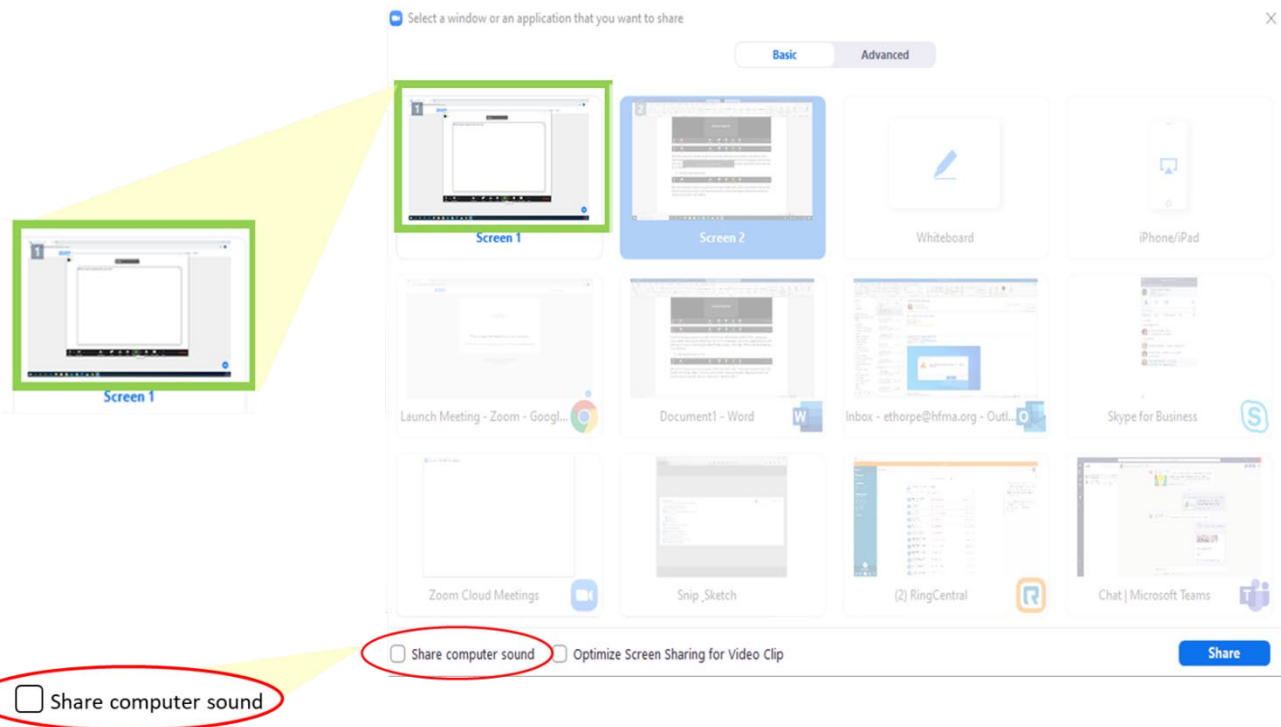 Select a window or an application that you want to share
Basic Advanced
1
2
Screen 1 Screen 2 Whiteboard iPhone/iPad
1
Screen 1
Launch Meeting - Zoom - Googl... Document1 - Word Inbox - ethorpe@hfma.org - Outl... Skype for Business
Zoom Cloud Meetings Snip_Sketch (2) RingCentral Chat | Microsoft Teams
Share computer sound Optimize Screen Sharing for Video Clip Share
Share computer sound